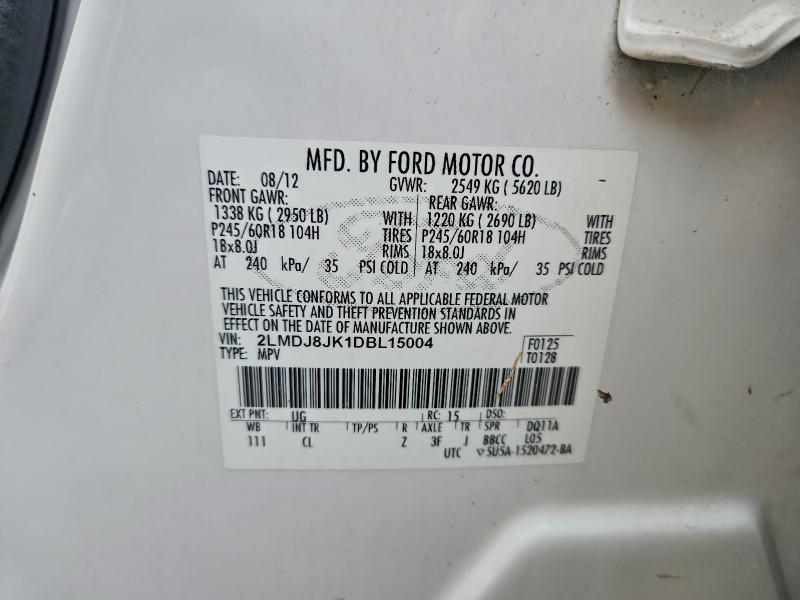 MFD. BY FORD MOTOR CO.
DATE: 08/12 GVWR: 2549 KG ( 5620 LB)
FRONT GAWR: REAR GAWR:
1338 KG ( 2950 LB) WITH 1220 KG ( 2690 LB) WITH
P245/60R18 104H TIRES P245/60R18 104H TIRES
18x8.0J RIMS 18x8.0J RIMS
AT 240 kPa/ 35 PSI COLD AT 240 kPa/ 35 PSI COLD
THIS VEHICLE CONFORMS TO ALL APPLICABLE FEDERAL MOTOR
VEHICLE SAFETY AND THEFT PREVENTION STANDARDS IN
EFFECT ON THE DATE OF MANUFACTURE SHOWN ABOVE.
VIN: 2LMDJ8JK1DBL15004 F0125
TYPE: MPV T0128
EXT PNT: UG RC: 15 DSO:
WB INT TR TP/PS R AXLE TR SPR DQ11A
111 CL Z 3F J BBCC L05
UTC ▽5U5A-1520472-BA